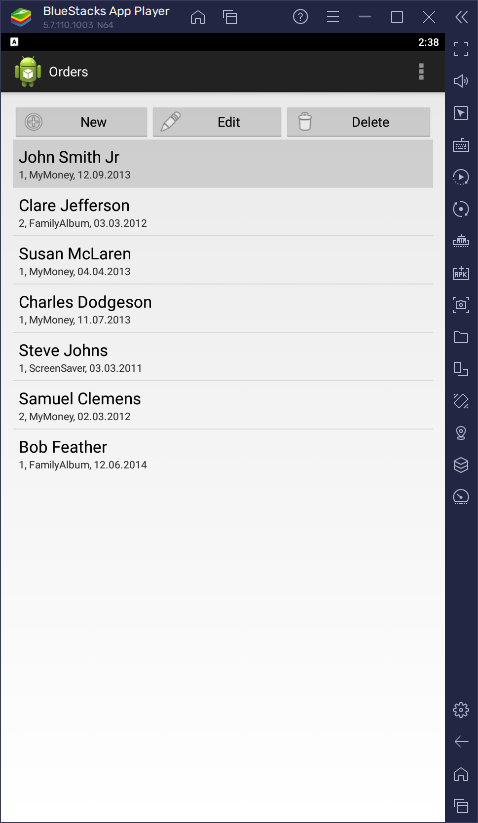 BlueStacks App Player
5.7.110.1003 N64
A
2:38
Orders
New
Edit
Delete
John Smith Jr
1, MyMoney, 12.09.2013
Clare Jefferson
2, FamilyAlbum, 03.03.2012
Susan McLaren
1, MyMoney, 04.04.2013
Charles Dodgeson
1, MyMoney, 11.07.2013
Steve Johns
1, ScreenSaver, 03.03.2011
Samuel Clemens
2, MyMoney, 02.03.2012
Bob Feather
1, FamilyAlbum, 12.06.2014
APK